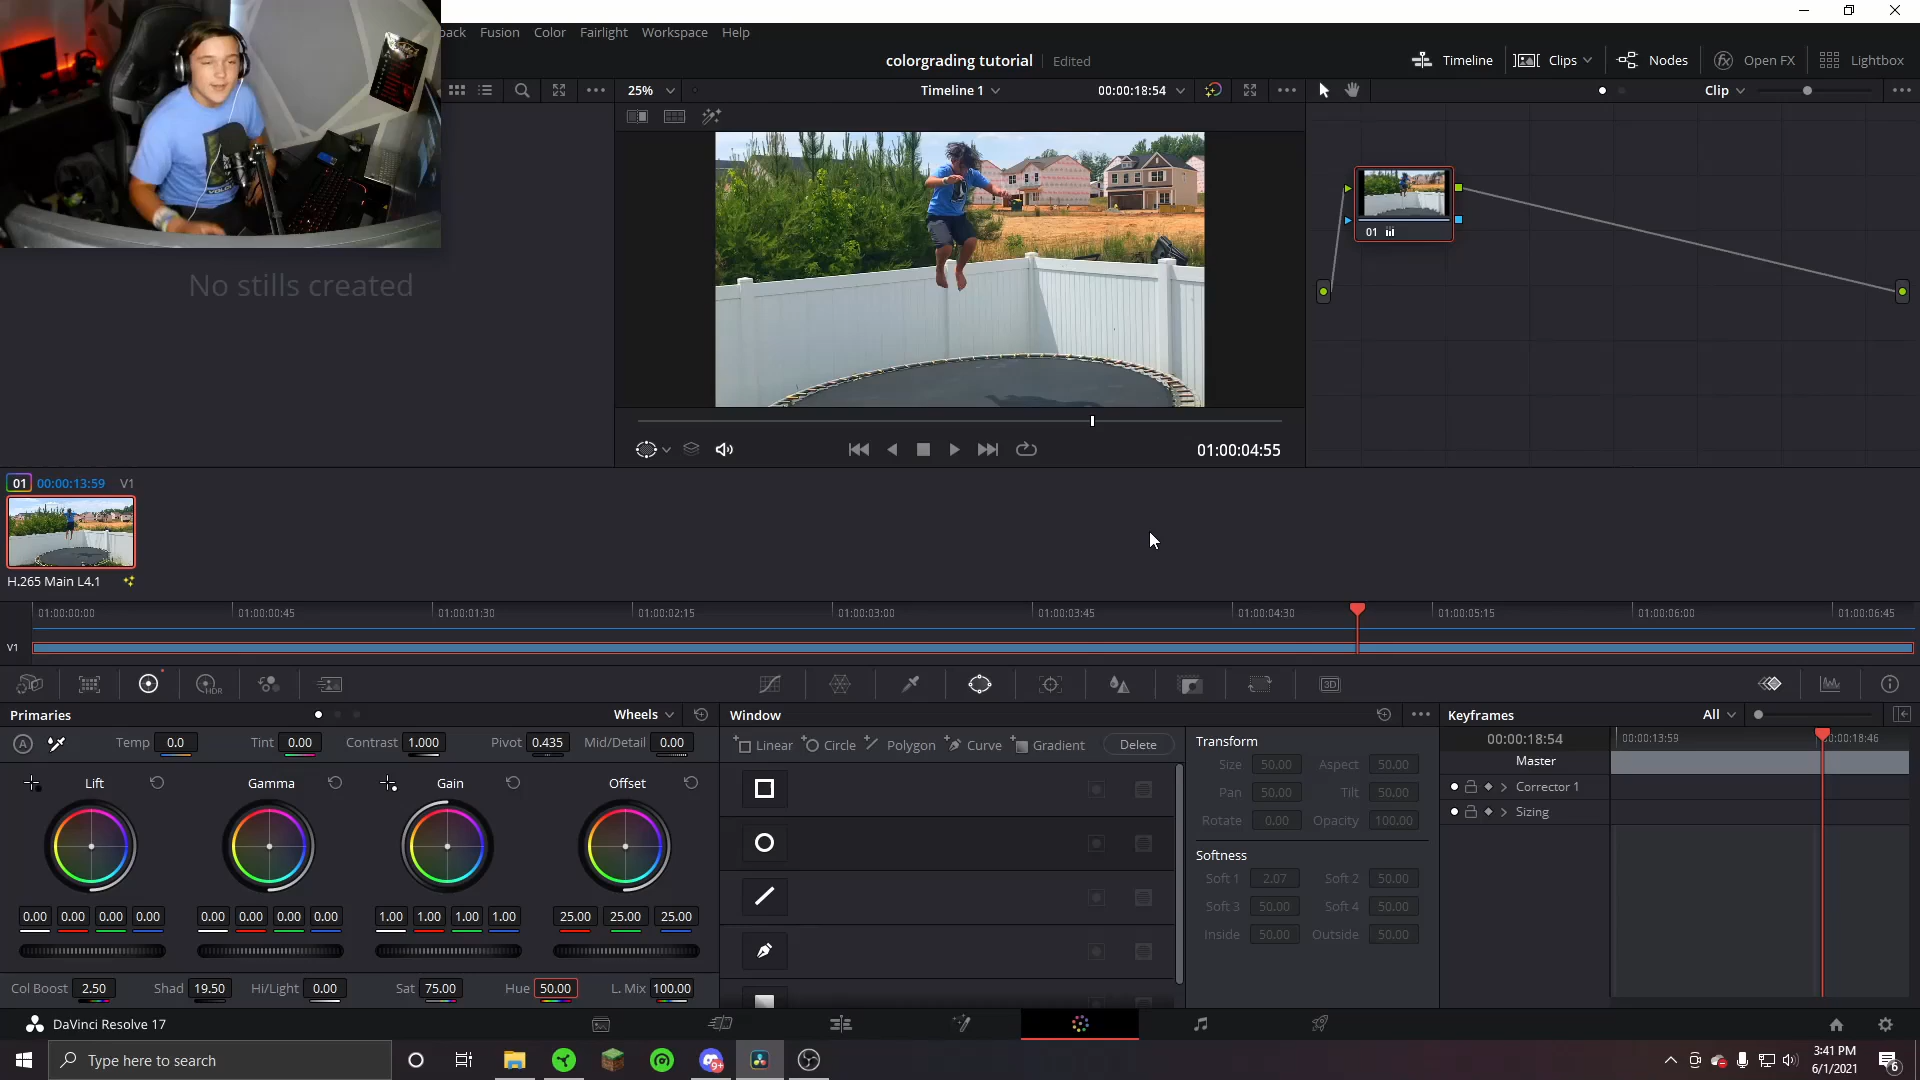 back Fusion Color Fairlight Workspace Help
colorgrading tutorial Edited
Timeline Clips Nodes Open FX Lightbox
25% Timeline 1 00:00:18:54 Clip
01
No stills created
01:00:04:55
01 00:00:13:59 V1
H.265 Main L4.1
01:00:00:00 01:00:00:45 01:00:01:30 01:00:02:15 01:00:03:00 01:00:03:45 01:00:04:30 01:00:05:15 01:00:06:00 01:00:06:45
V1
HDR 3D
Primaries Wheels Window Keyframes All
A Temp 0.0 Tint 0.00 Contrast 1.000 Pivot 0.435 Mid/Detail 0.00
Linear Circle Polygon Curve Gradient Delete
Transform
00:00:18:54 00:00:13:59 00:00:18:46
Master
Size 50.00 Aspect 50.00
Lift Gamma Gain Offset
Corrector 1
Pan 50.00 Tilt 50.00
Sizing
Rotate 0.00 Opacity 100.00
Softness
Soft 1 2.07 Soft 2 50.00
Soft 3 50.00 Soft 4 50.00
0.00 0.00 0.00 0.00 0.00 0.00 0.00 0.00 1.00 1.00 1.00 1.00 25.00 25.00 25.00
Inside 50.00 Outside 50.00
Col Boost 2.50 Shad 19.50 Hi/Light 0.00 Sat 75.00 Hue 50.00 L. Mix 100.00
DaVinci Resolve 17
Type here to search
9+
3:41 PM
6/1/2021
6